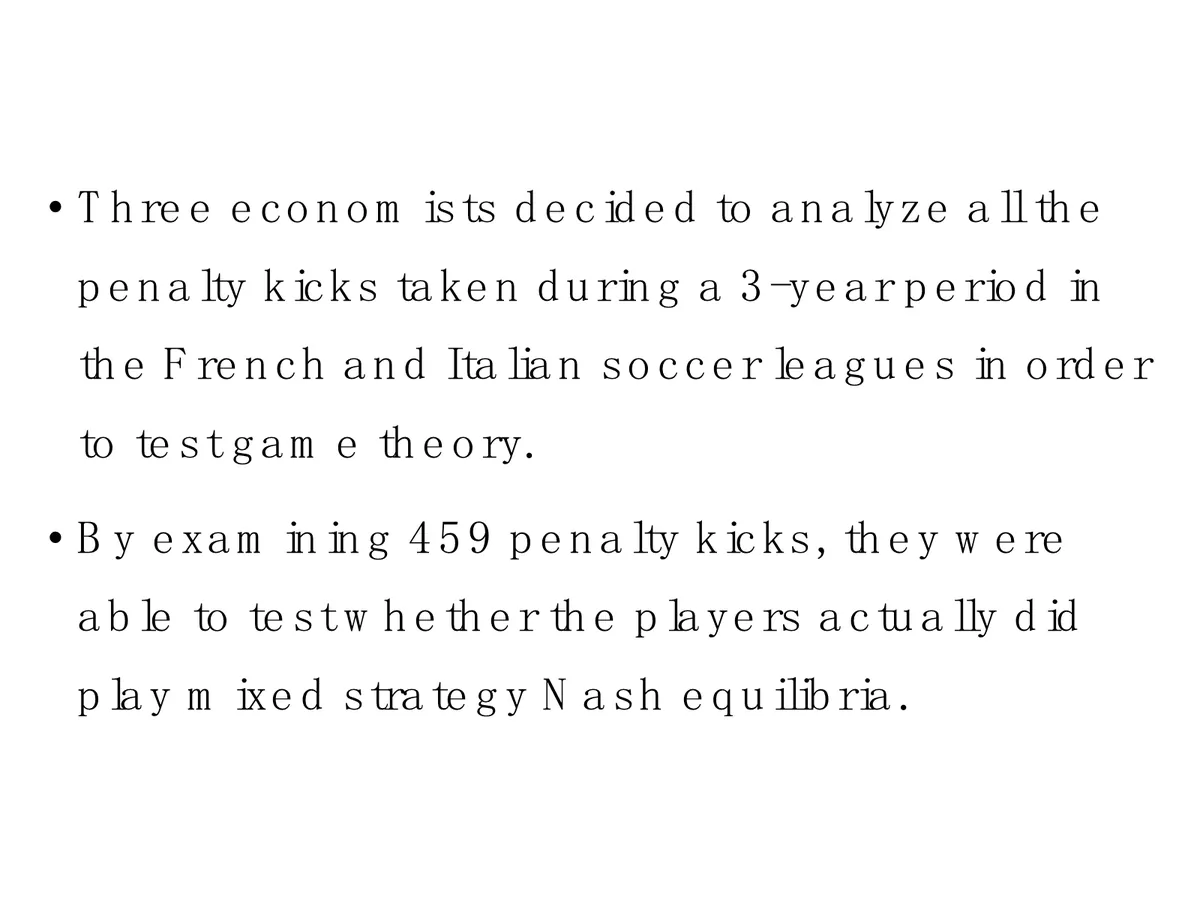 • Three economists decided to analyze all the
penalty kicks taken during a 3-year period in
the French and Italian soccer leagues in order
to test game theory.
• By examining 459 penalty kicks, they were
able to test whether the players actually did
play mixed strategy Nash equilibria.